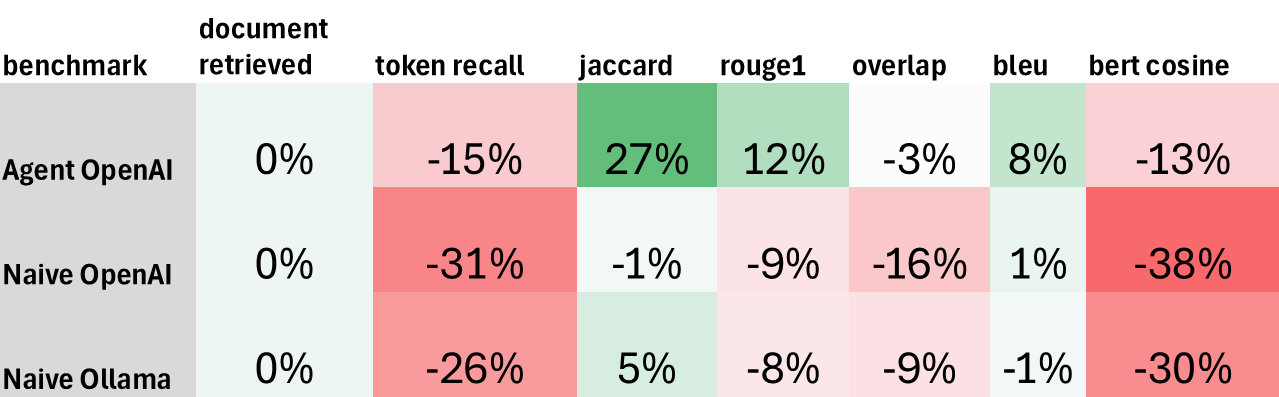 benchmark document retrieved token recall jaccard rouge1 overlap bleu bert cosine
Agent OpenAI 0% -15% 27% 12% -3% 8% -13%
Naive OpenAI 0% -31% -1% -9% -16% 1% -38%
Naive Ollama 0% -26% 5% -8% -9% -1% -30%